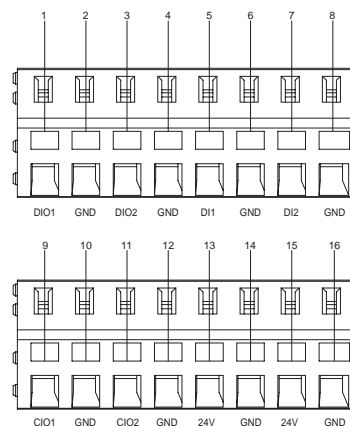 1 2 3 4 5 6 7 8
DIO1 GND DIO2 GND DI1 GND DI2 GND
9 10 11 12 13 14 15 16
CIO1 GND CIO2 GND 24V GND 24V GND